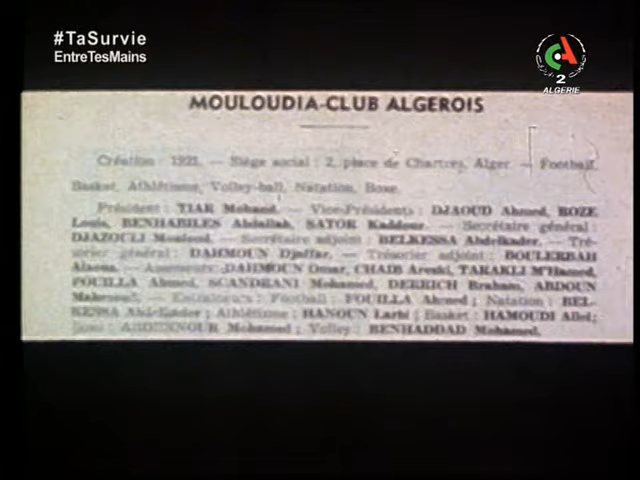 #TaSurvie
EntreTesMains
2
ALGERIE
MOULOUDIA-CLUB ALGEROIS
Création : 1921. — Siège social : 2, place de Chartres, Alger — Football,
Basket, Athlétisme, Volley-ball, Natation, Boxe.
Président : TIAR Mohand. — Vice-Présidents : DJAOUD Ahmed, ROZE
Louis, BENHABILES Abdallah, SATOR Kaddour. — Secrétaire général :
DJAZOULI Mouloud. — Secrétaire adjoint : BELKESSA Abdelkader. — Tré-
sorier général : DAHMOUN Djaffar. — Trésorier adjoint : BOULERBAH
— Assesseurs : DAHMOUN Omar, CHAIB Arezki, TARAKLI M'Hamed,
FOUILLA Ahmed, SCANDRANI Mohamed, DERRICH Braham, ABDOUN
Mahmoud. — Entraîneurs : Football : FOUILLA Ahmed ; Natation : BEL-
KESSA Abdelkader ; Athlétisme : HANOUN Larbi ; Basket : HAMOUDI Allel ;
Boxe : ABDENNOUR Mohamed ; Volley : BENHADDAD Mohamed.